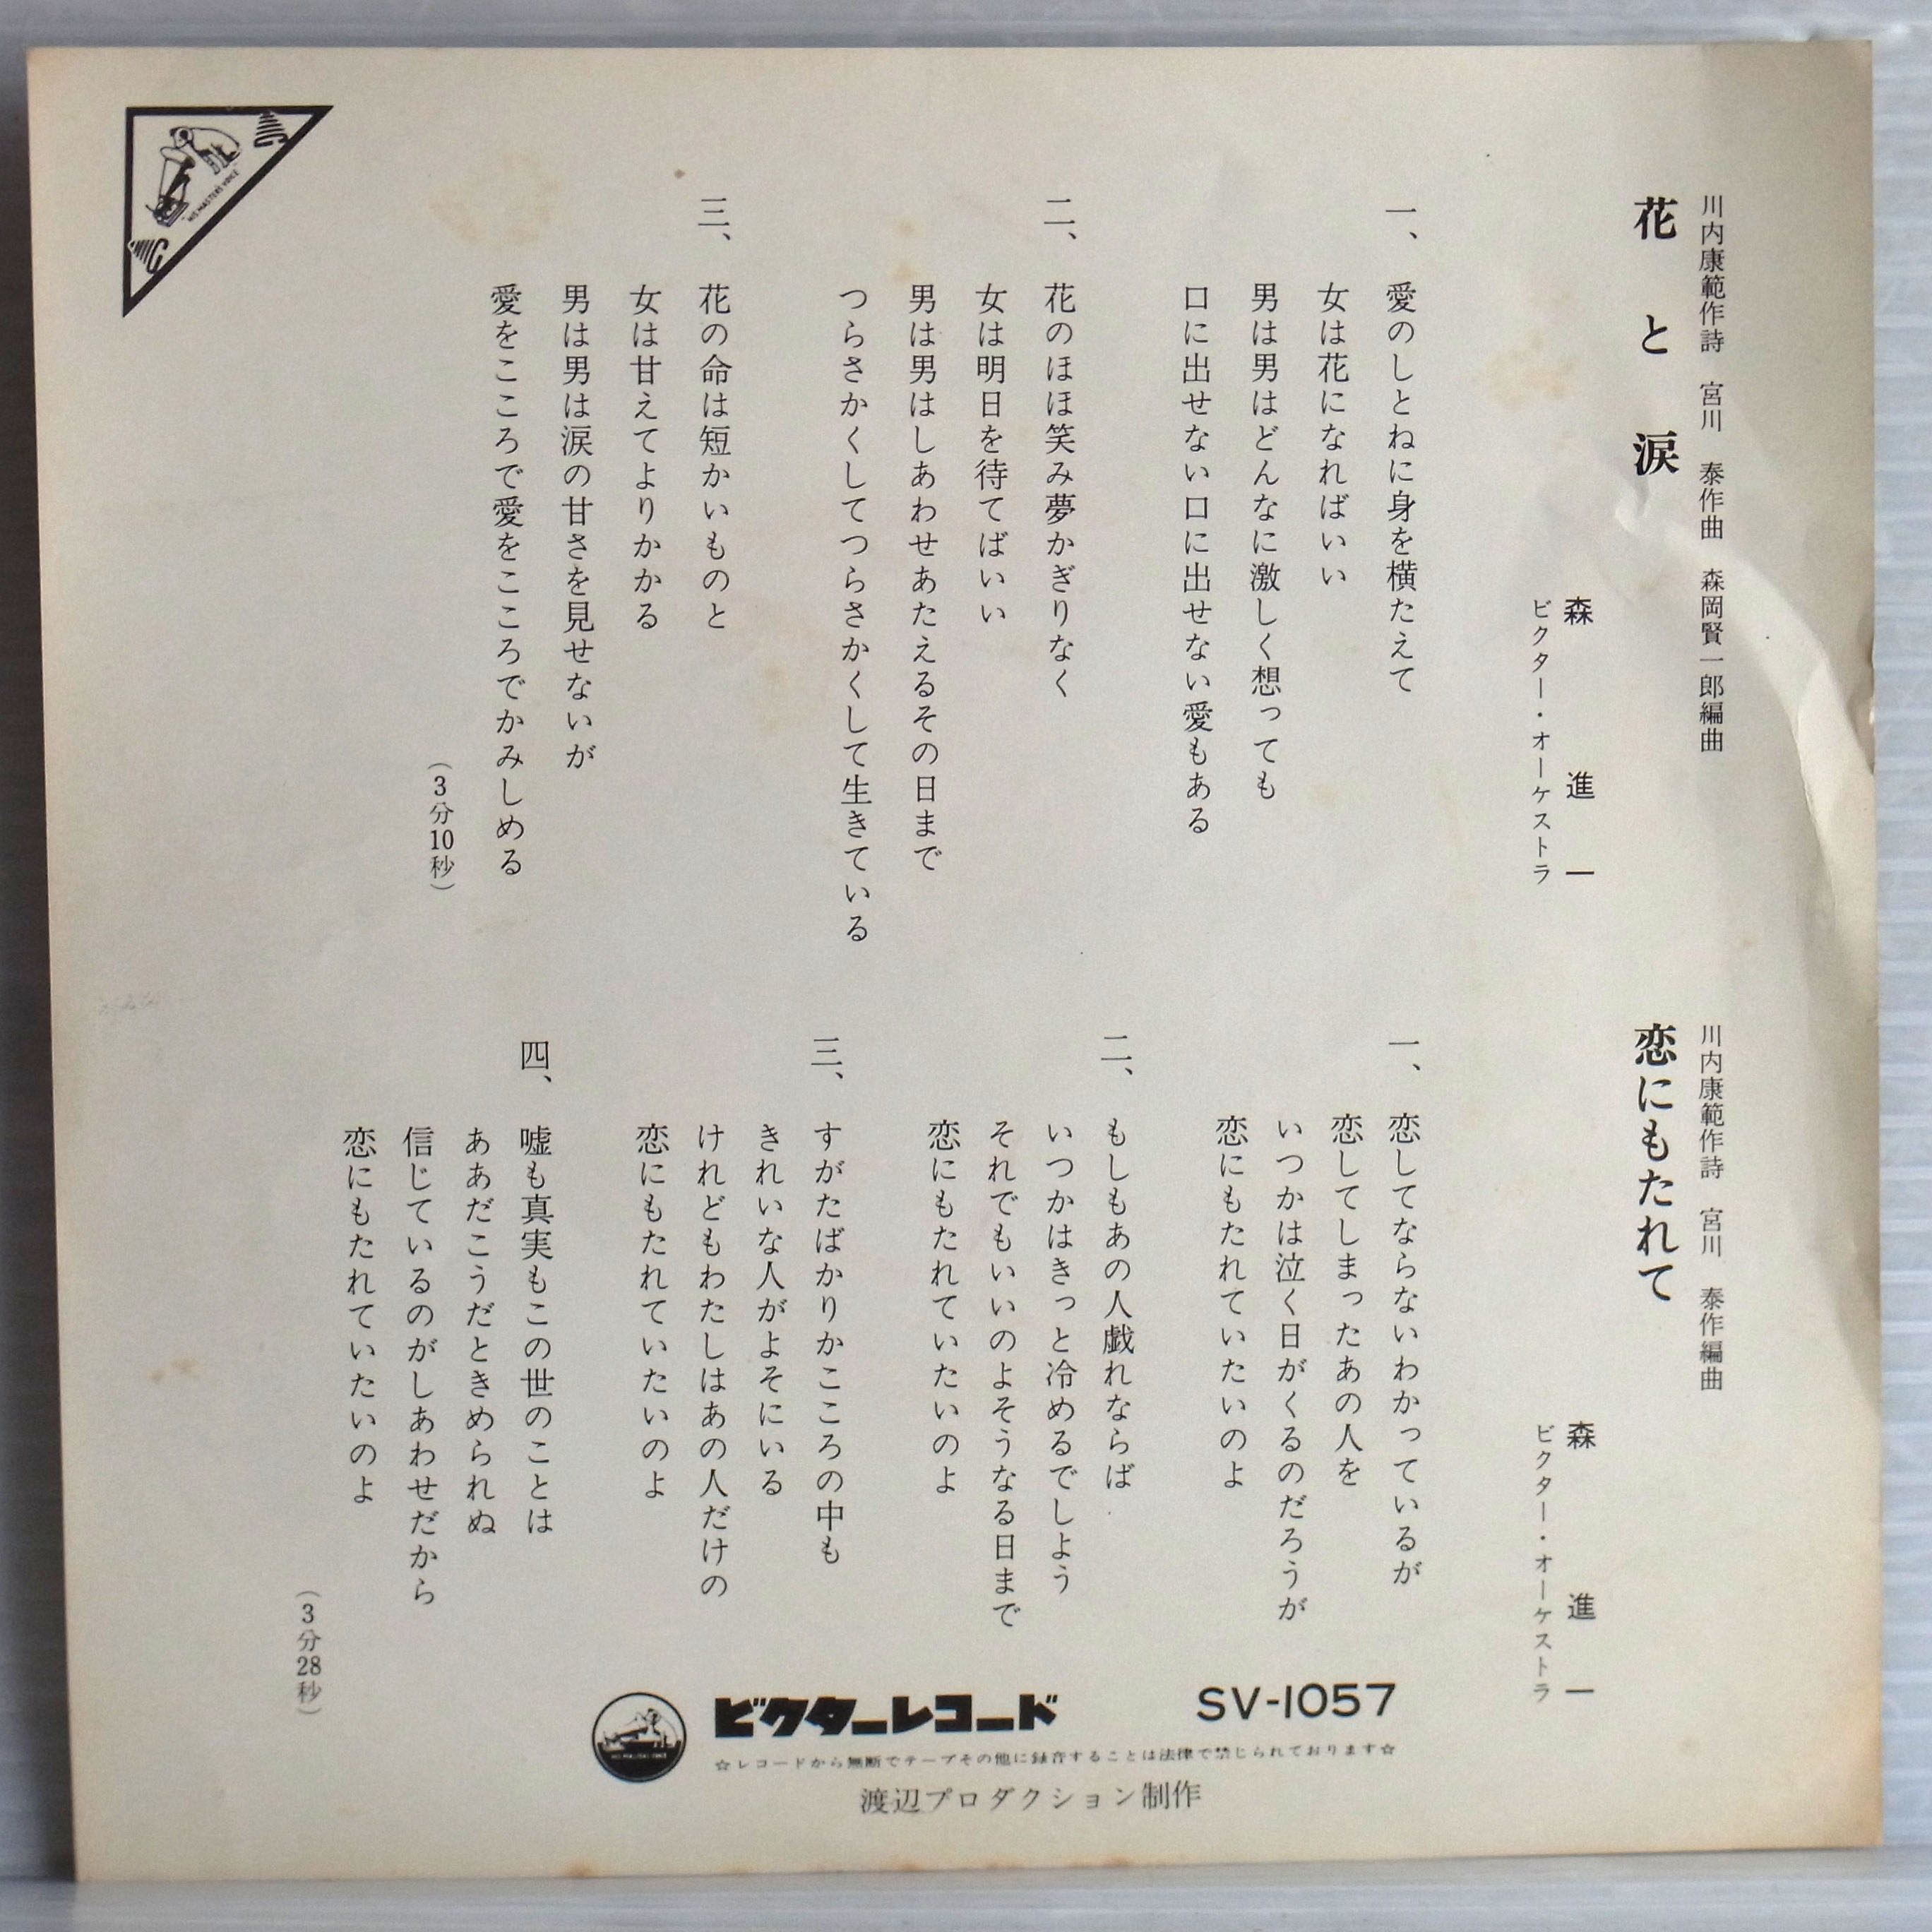 川内康範作詩 宮川 泰作曲 森岡賢一郎編曲
花と涙
森進一
ビクター・オーケストラ
一、愛のしとねに身を横たえて
女は花になればいい
男は男はどんなに激しく想っても
口に出せない口に出せない愛もある
二、花のほほ笑み夢かぎりなく
女は明日を待てばいい
男は男はしあわせあたえるその日まで
つらさかくしてつらさかくして生きている
三、花の命は短かいものと
女は甘えてよりかかる
男は男は涙の甘さを見せないが
愛をこころで愛をこころでかみしめる
(3分10秒)
川内康範作詩 宮川 泰作編曲
恋にもたれて
森進一
ビクター・オーケストラ
一、恋してならないわかっているが
恋してしまったあの人を
いつかは泣く日がくるのだろうが
恋にもたれていたいのよ
二、もしもあの人戯れならば
いつかはきっと冷めるでしよう
それでもいいのよそうなる日まで
恋にもたれていたいのよ
三、すがたばかりかこころの中も
きれいな人がよそにいる
けれどもわたしはあの人だけの
恋にもたれていたいのよ
四、嘘も真実もこの世のことは
ああだこうだときめられぬ
信じているのがしあわせだから
恋にもたれていたいのよ
(3分28秒)
ビクターレコード SV-1057
☆レコードから無断でテープその他に録音することは法律で禁じられております☆
渡辺プロダクション制作
"HIS MASTER'S VOICE"